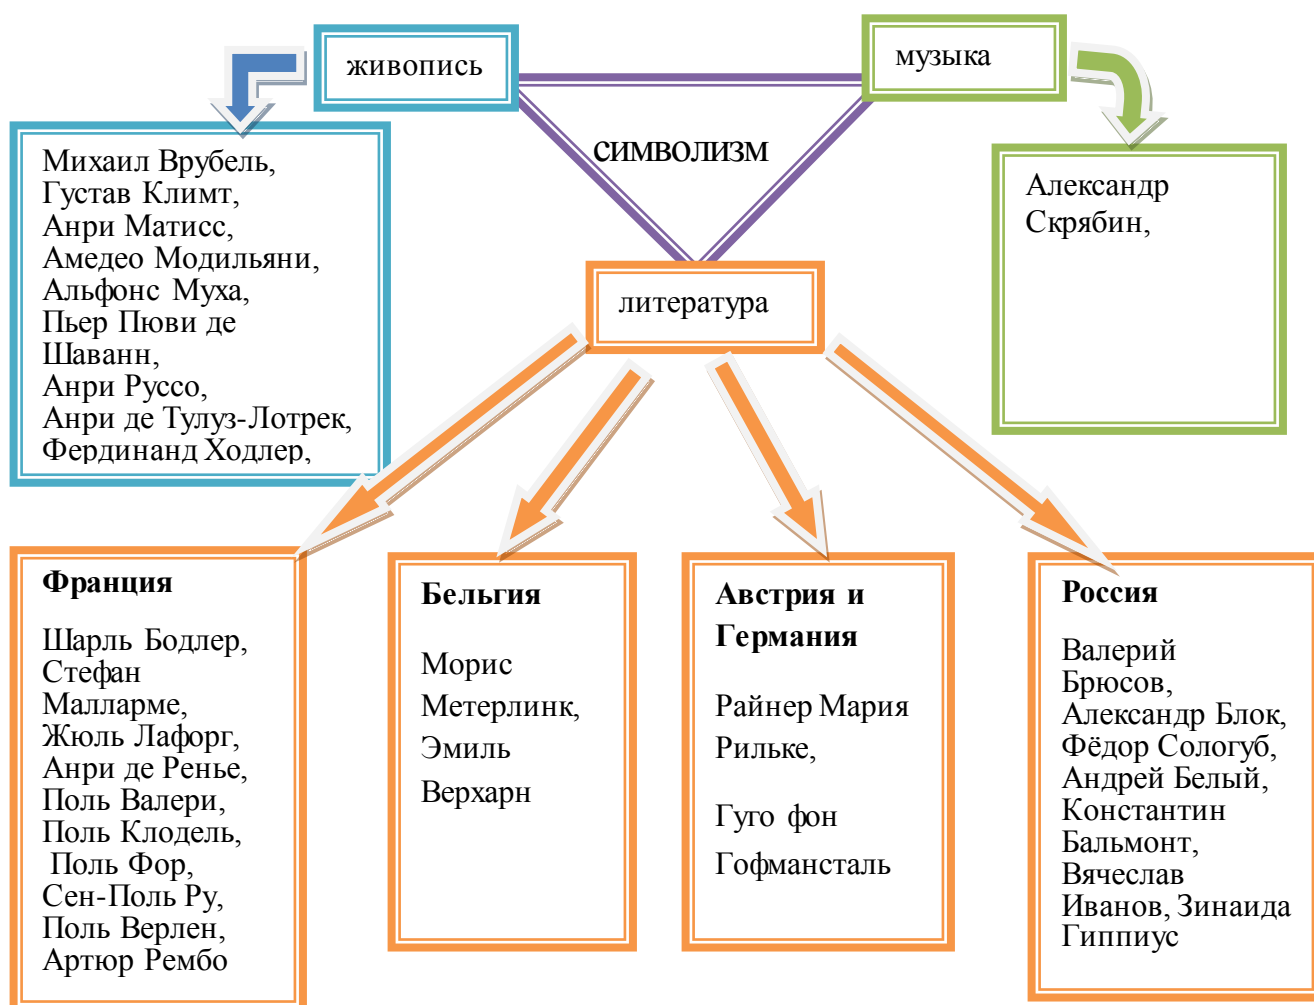 живопись
музыка
символизм
Михаил Врубель,
Густав Климт,
Анри Матисс,
Амедео Модильяни,
Альфонс Муха,
Пьер Пюви де
Шаванн,
Анри Руссо,
Анри де Тулуз-Лотрек,
Фердинанд Ходлер,
Александр
Скрябин,
литература
Франция
Шарль Бодлер,
Стефан
Малларме,
Жюль Лафорг,
Анри де Ренье,
Поль Валери,
Поль Клодель,
Поль Фор,
Сен-Поль Ру,
Поль Верлен,
Артюр Рембо
Бельгия
Морис
Метерлинк,
Эмиль
Верхарн
Австрия и
Германия
Райнер Мария
Рильке,
Гуго фон
Гофмансталь
Россия
Валерий
Брюсов,
Александр Блок,
Фёдор Сологуб,
Андрей Белый,
Константин
Бальмонт,
Вячеслав
Иванов, Зинаида
Гиппиус